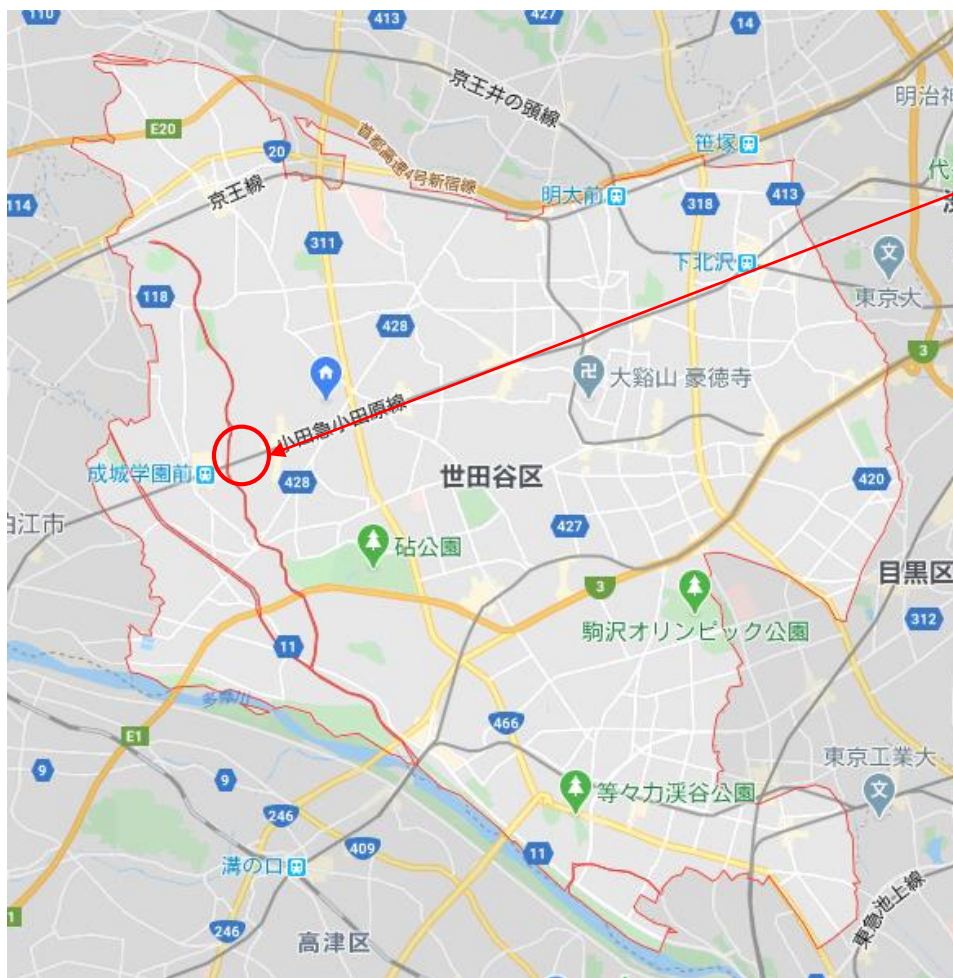 110
413
427
14
京王井の頭線
明治神
E20
笹塚
20
首都高速4号新宿線
代
114
京王線
明大前
318
413
渋
311
下北沢
118
東京大
428
3
大谿山 豪徳寺
小田急小田原線
成城学園前
428
世田谷区
420
狛江市
427
砧公園
目黒区
3
312
駒沢オリンピック公園
11
多摩川
466
E1
9
9
東京工業大
等々力渓谷公園
246
409
11
溝の口
1
246
高津区
東急池上線